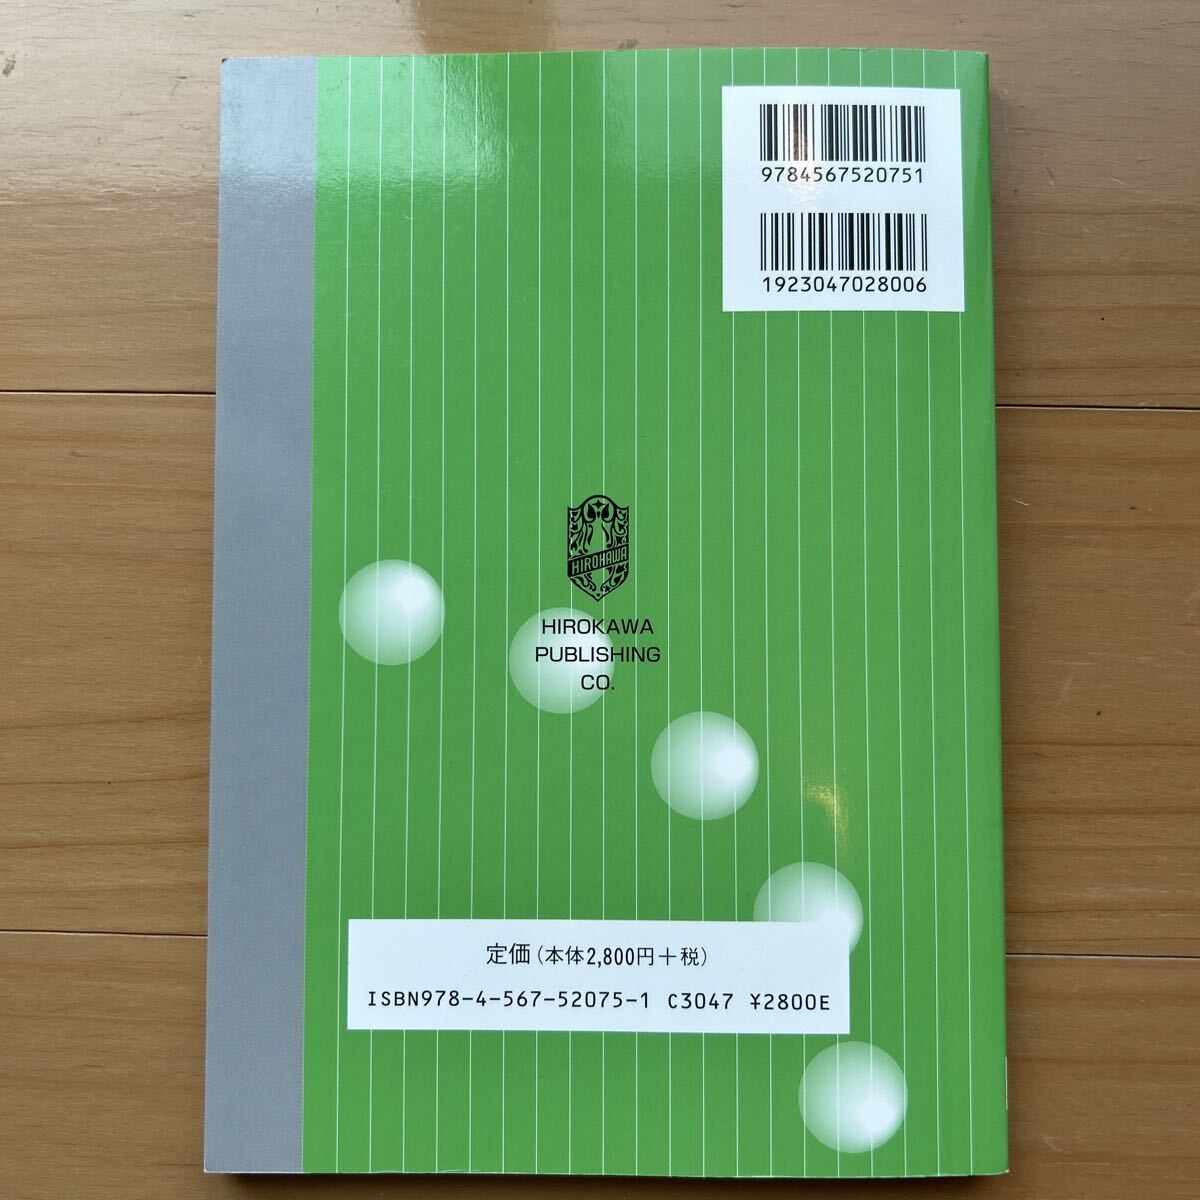 9784567520751
1923047028006
HIROKAWA
HIROKAWA
PUBLISHING
CO.
定価(本体2,800円+税)
ISBN978-4-567-52075-1 C3047 ¥2800E